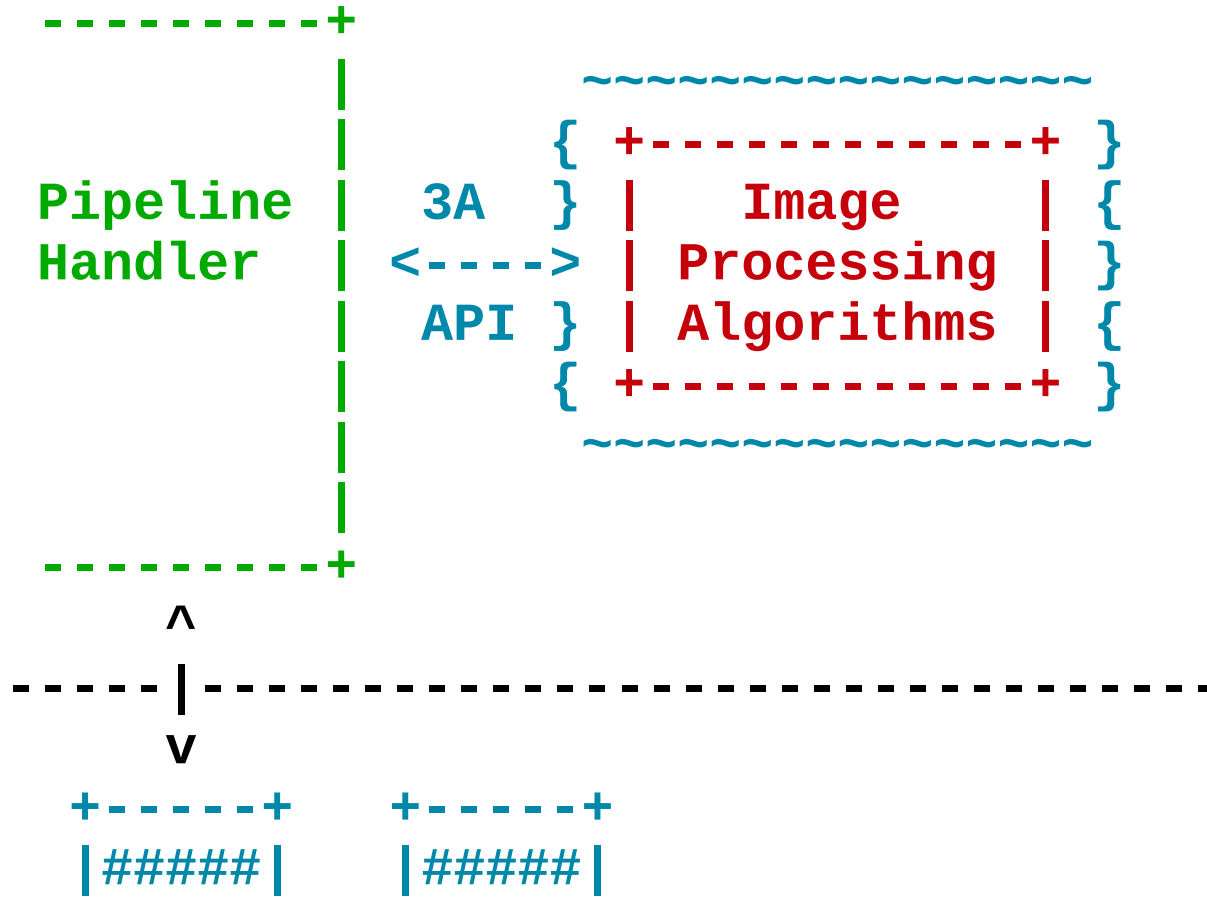 ---------+
|
~~~~~~~~~~~~~~~~
| { +------------+ }
Pipeline | 3A } | Image | {
Handler | <----> | Processing | }
| API } | Algorithms | {
| { +------------+ }
| ~~~~~~~~~~~~~~~~
|
---------+
^
-----|--------------------------------
v
+-----+ +-----+
|#####| |#####|